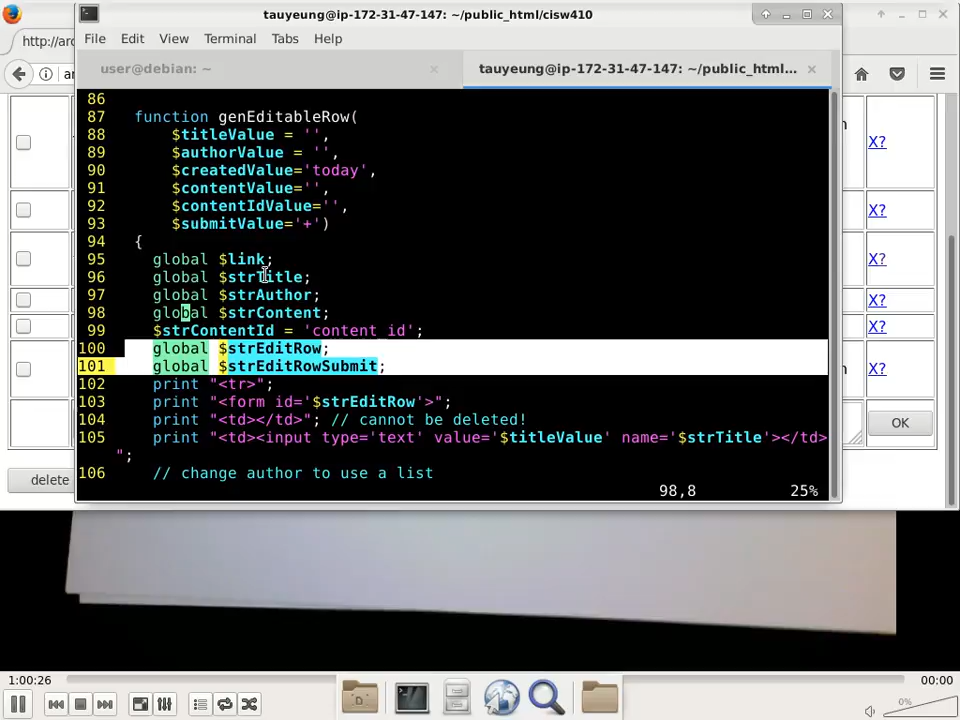 tauyeung@ip-172-31-47-147: ~/public_html/cisw410
http://arc
File Edit View Terminal Tabs Help
user@debian: ~ × tauyeung@ip-172-31-47-147: ~/public_html... ×
86
87 function genEditableRow(
88 $titleValue = '',
89 $authorValue = '',
90 $createdValue='today',
91 $contentValue='',
92 $contentIdValue='',
93 $submitValue='+')
94 {
95 global $link;
96 global $strTitle;
97 global $strAuthor;
98 global $strContent;
99 $strContentId = 'content_id';
100 global $strEditRow;
101 global $strEditRowSubmit;
102 print "<tr>";
103 print "<form id='$strEditRow'>";
104 print "<td></td>"; // cannot be deleted!
105 print "<td><input type='text' value='$titleValue' name='$strTitle'></td>
";
106 // change author to use a list
98,8 25%
X?
X?
X?
X?
X?
X?
OK
delete
1:00:26 00:00
0%